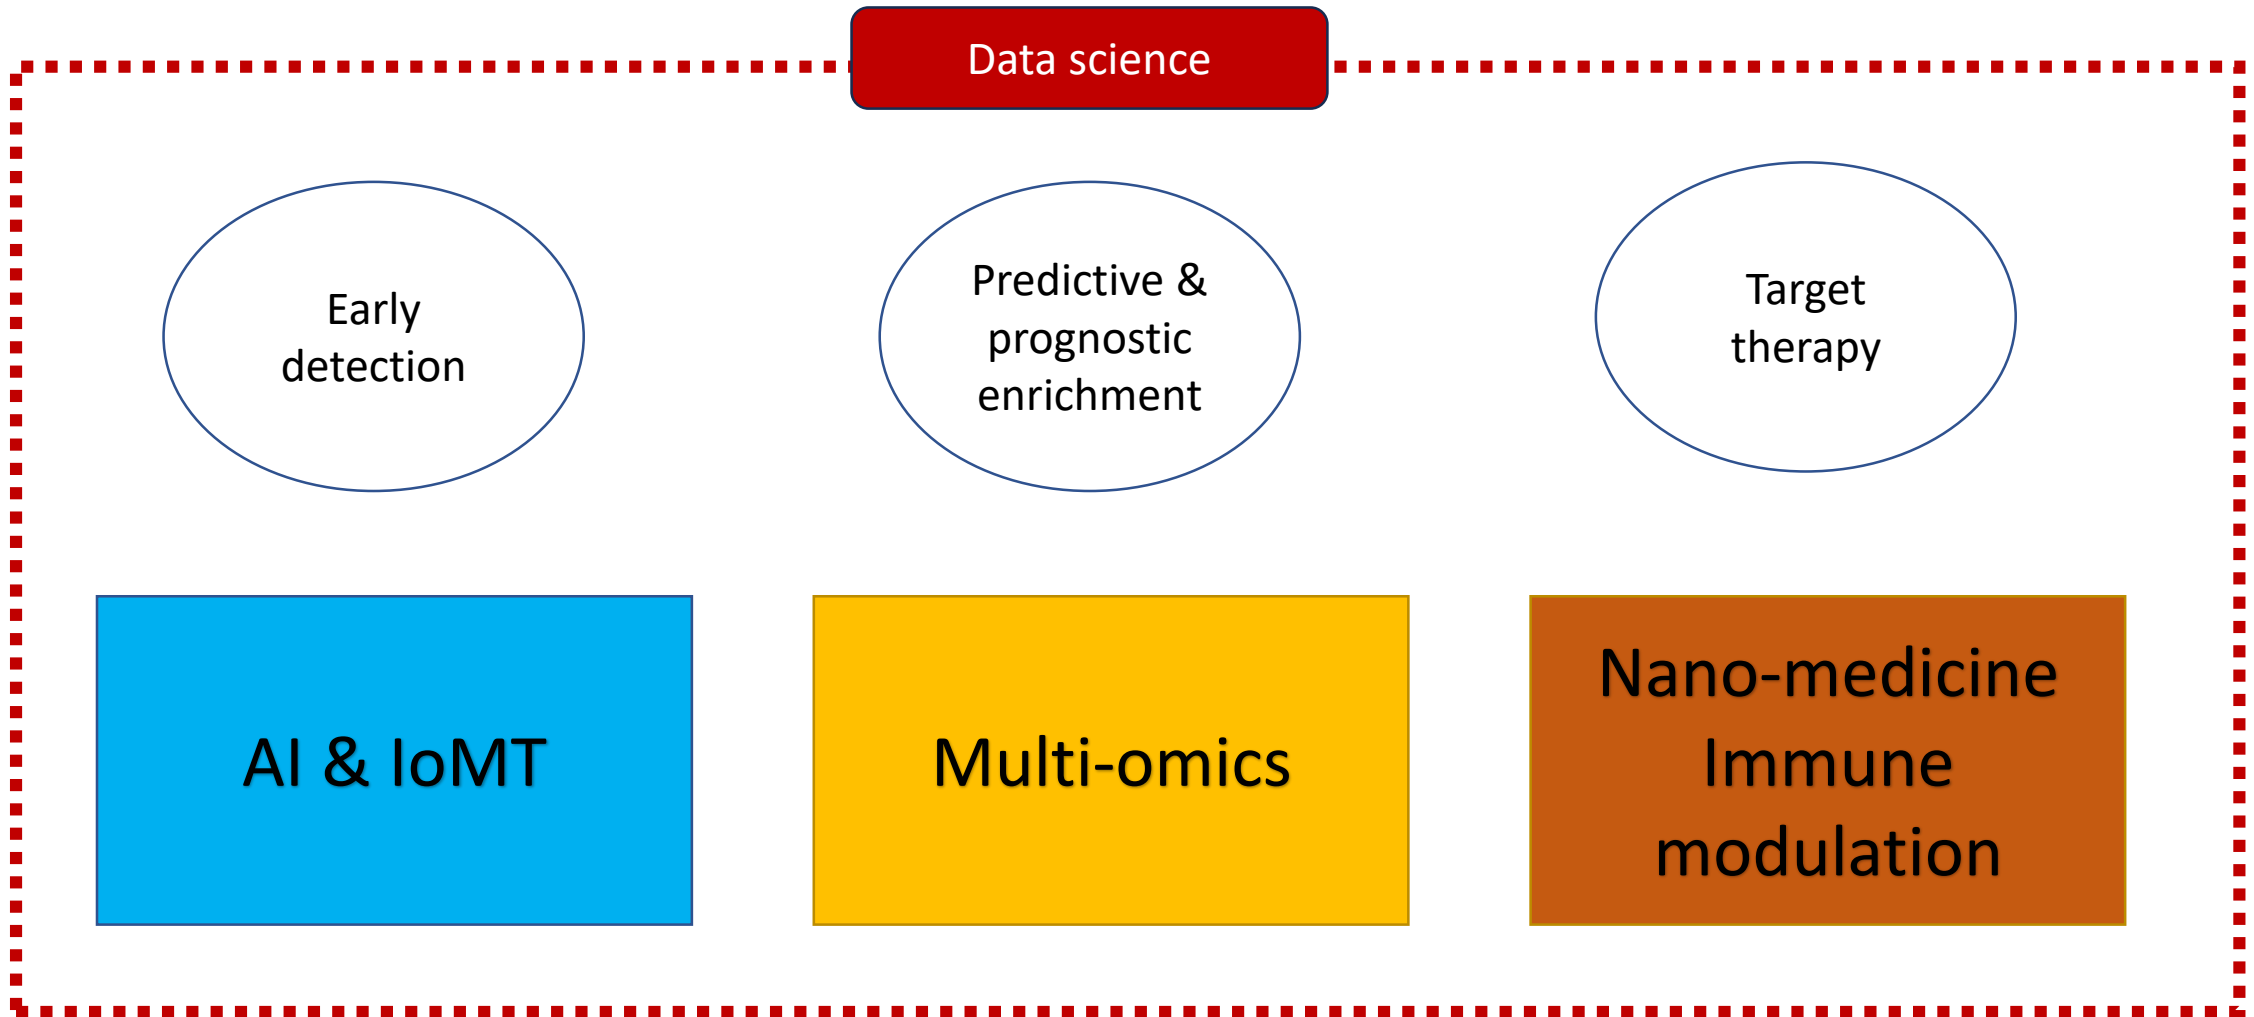 Data science
Early
detection
Predictive &
prognostic
enrichment
Target
therapy
AI & IoMT
Multi-omics
Nano-medicine
Immune
modulation